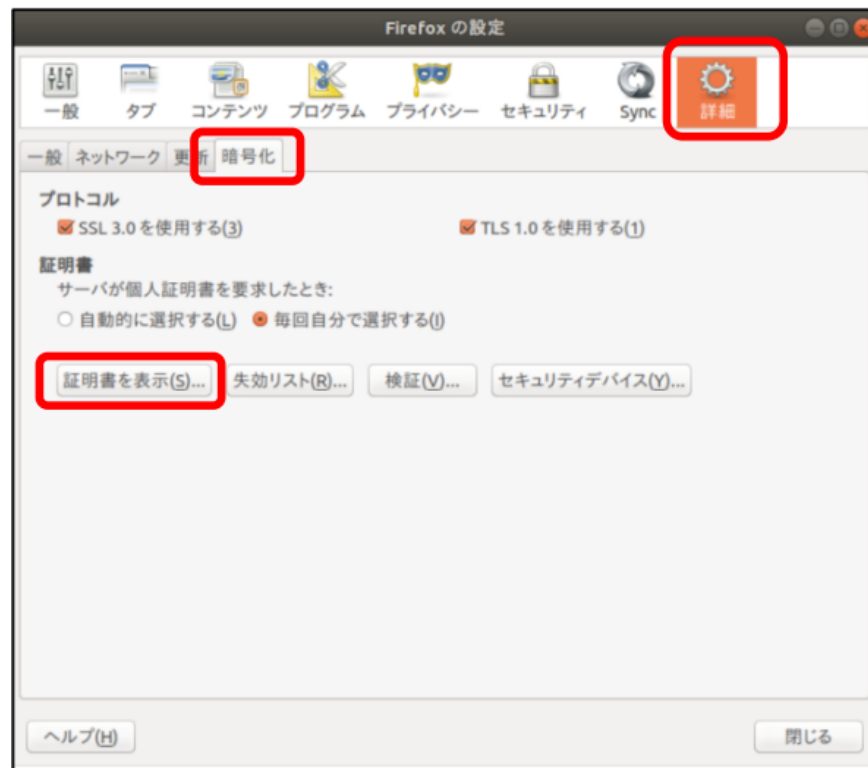 Firefox の設定
一般 タブ コンテンツ プログラム プライバシー セキュリティ Sync 詳細
一般 ネットワーク 更新 暗号化
プロトコル
SSL 3.0 を使用する(3) TLS 1.0 を使用する(1)
証明書
サーバが個人証明書を要求したとき:
自動的に選択する(L) 毎回自分で選択する(I)
証明書を表示(S)... 失効リスト(R)... 検証(V)... セキュリティデバイス(Y)...
ヘルプ(H) 閉じる